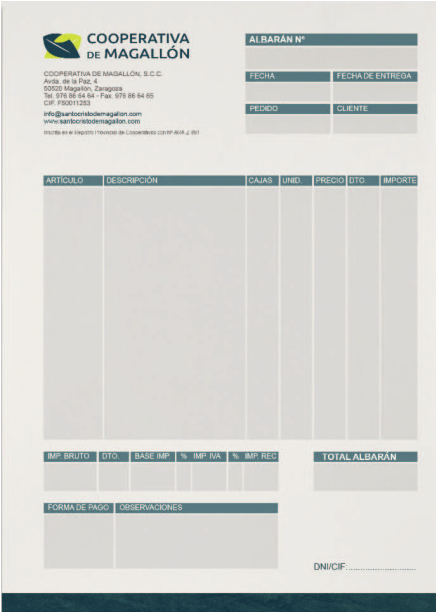 COOPERATIVA
DE MAGALLÓN
COOPERATIVA DE MAGALLÓN, S.C.C.
Avda. de la Paz, 4
50520 Magallón, Zaragoza
Tel. 976 86 64 64 - Fax. 976 86 64 65
CIF. F50011253
info@santocristodemagallon.com
www.santocristodemagallon.com
ALBARÁN Nº
FECHA
FECHA DE ENTREGA
PEDIDO
CLIENTE
ARTÍCULO
DESCRIPCIÓN
CAJAS
UNID.
PRECIO
DTO.
IMPORTE
IMP. BRUTO
DTO.
BASE IMP.
%
IMP. IVA
%
IMP. REC
TOTAL ALBARÁN
FORMA DE PAGO
OBSERVACIONES
DNI/CIF:............................